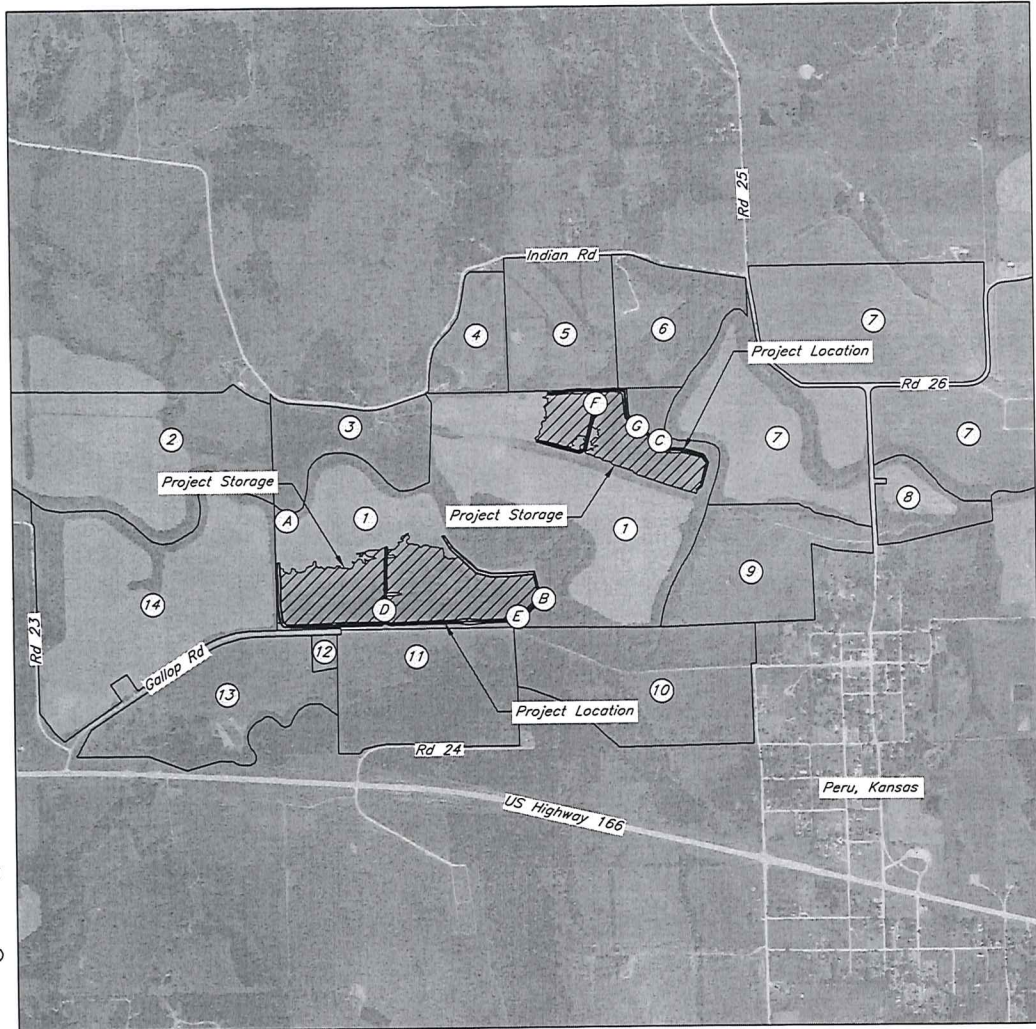 Rd 25
Indian Rd
4
5
6
7
Project Location
Rd 26
2
3
F
G
C
7
7
Project Storage
8
A
1
Project Storage
1
9
14
B
D
E
Rd 23
12
11
Gallop Rd
13
10
Project Location
Rd 24
Peru, Kansas
US Highway 166